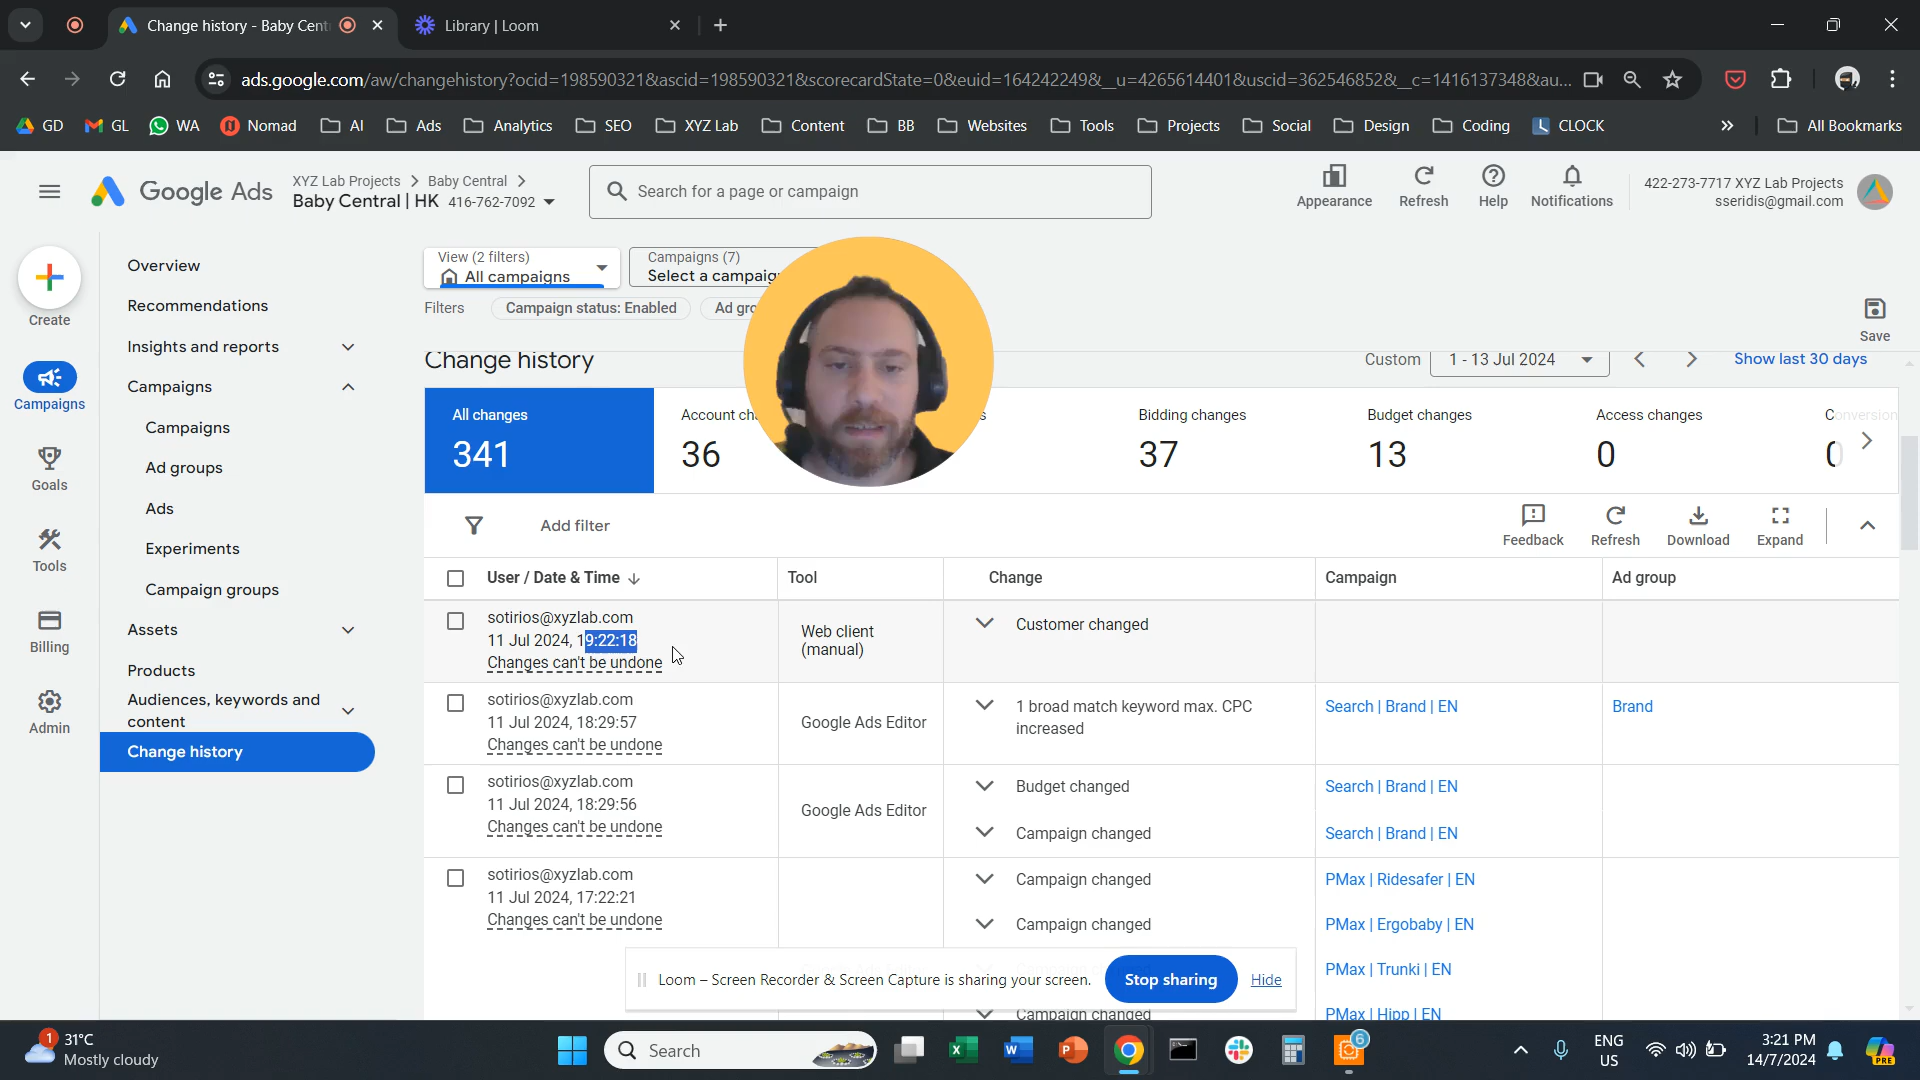 Change history - Baby Cent
Library | Loom
ads.google.com/aw/changehistory?ocid=198590321&ascid=198590321&scorecardState=0&euid=164242249&__u=4265614401&uscid=362546852&__c=1416137348&au...
GD
GL
WA
Nomad
AI
Ads
Analytics
SEO
XYZ Lab
Content
BB
Websites
Tools
Projects
Social
Design
Coding
CLOCK
All Bookmarks
Google Ads
XYZ Lab Projects
Baby Central
Baby Central | HK 416-762-7092
Search for a page or campaign
Appearance
Refresh
Help
Notifications
422-273-7717 XYZ Lab Projects
sseridis@gmail.com
Create
Campaigns
Goals
Tools
Billing
Admin
Overview
Recommendations
Insights and reports
Campaigns
Campaigns
Ad groups
Ads
Experiments
Campaign groups
Assets
Products
Audiences, keywords and
content
Change history
View (2 filters)
All campaigns
Campaigns (7)
Select a campaig
Filters
Campaign status: Enabled
Ad gro
Save
Change history
Custom
1 - 13 Jul 2024
Show last 30 days
All changes
341
Account ch
36
s
Bidding changes
37
Budget changes
13
Access changes
0
Conversion
0
Add filter
Feedback
Refresh
Download
Expand
User / Date & Time
Tool
Change
Campaign
Ad group
sotirios@xyzlab.com
11 Jul 2024, 19:22:18
Changes can't be undone
Web client
(manual)
Customer changed
sotirios@xyzlab.com
11 Jul 2024, 18:29:57
Changes can't be undone
Google Ads Editor
1 broad match keyword max. CPC
increased
Search | Brand | EN
Brand
sotirios@xyzlab.com
11 Jul 2024, 18:29:56
Changes can't be undone
Google Ads Editor
Budget changed
Search | Brand | EN
Campaign changed
Search | Brand | EN
sotirios@xyzlab.com
11 Jul 2024, 17:22:21
Changes can't be undone
Campaign changed
PMax | Ridesafer | EN
Campaign changed
PMax | Ergobaby | EN
PMax | Trunki | EN
Campaign changed
PMax | Hipp | EN
Loom – Screen Recorder & Screen Capture is sharing your screen.
Stop sharing
Hide
1
31°C
Mostly cloudy
Search
6
ENG
US
3:21 PM
14/7/2024
PRE